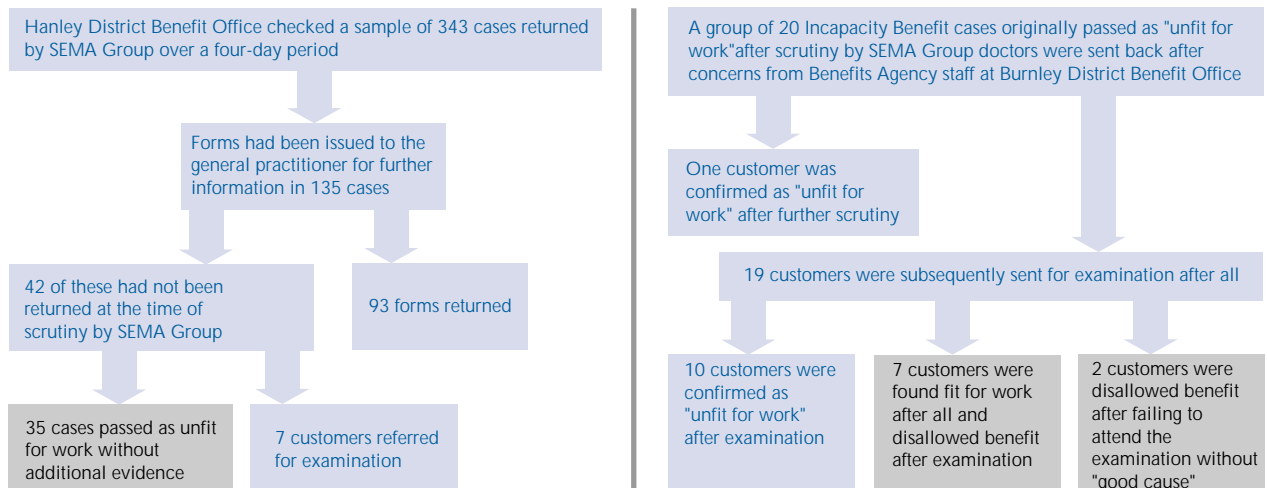 Hanley District Benefit Office checked a sample of 343 cases returned
by SEMA Group over a four-day period
Forms had been issued to the
general practitioner for further
information in 135 cases
42 of these had not been
returned at the time of
scrutiny by SEMA Group
93 forms returned
35 cases passed as unfit
for work without
additional evidence
7 customers referred
for examination
A group of 20 Incapacity Benefit cases originally passed as "unfit for
work"after scrutiny by SEMA Group doctors were sent back after
concerns from Benefits Agency staff at Burnley District Benefit Office
One customer was
confirmed as "unfit for
work" after further scrutiny
19 customers were subsequently sent for examination after all
10 customers were
confirmed as
"unfit for work"
after examination
7 customers were
found fit for work
after all and
disallowed benefit
after examination
2 customers were
disallowed benefit
after failing to
attend the
examination without
"good cause"